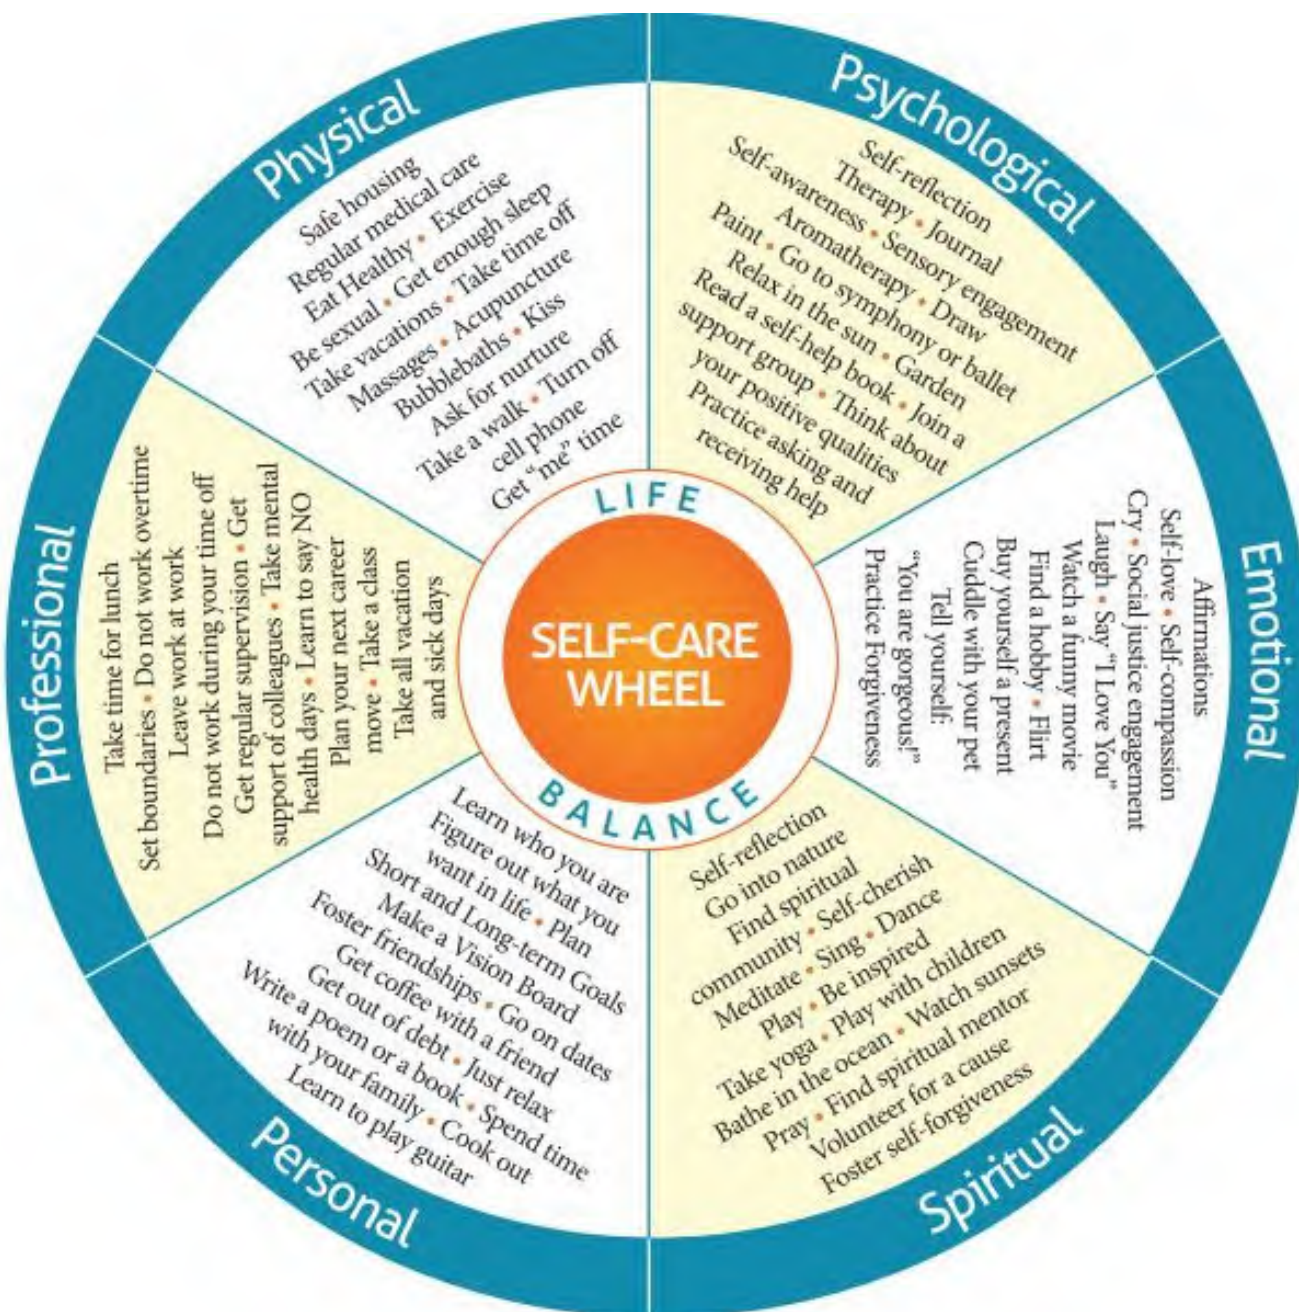 Physical
Safe housing
Regular medical care
Eat Healthy • Exercise
Be sexual • Get enough sleep
Take vacations • Take time off
Massages • Acupuncture
Bubblebaths • Kiss
Ask for nurture
Take a walk • Turn off
cell phone
Get “me” time
Psychological
Self-reflection
Therapy • Journal
Self-awareness • Sensory engagement
Aromatherapy • Draw
Paint • Go to symphony or ballet
Relax in the sun • Garden
Read a self-help book • Join a
support group • Think about
your positive qualities
Practice asking and
receiving help
Emotional
Affirmations
Self-love • Self-compassion
Cry • Social justice engagement
Laugh • Say “I Love You”
Watch a funny movie
Find a hobby • Flirt
Buy yourself a present
Cuddle with your pet
Tell yourself:
“You are gorgeous!”
Practice Forgiveness
Spiritual
Self-reflection
Go into nature
Find spiritual
community • Self-cherish
Meditate • Sing • Dance
Play • Be inspired
Take yoga • Play with children
Bathe in the ocean • Watch sunsets
Pray • Find spiritual mentor
Volunteer for a cause
Foster self-forgiveness
Personal
Learn who you are
Figure out what you
want in life • Plan
Short and Long-term Goals
Make a Vision Board
Foster friendships • Go on dates
Get coffee with a friend
Get out of debt • Just relax
Write a poem or a book • Spend time
with your family • Cook out
Learn to play guitar
Professional
Take time for lunch
Set boundaries • Do not work overtime
Leave work at work
Do not work during your time off
Get regular supervision • Get
support of colleagues • Take mental
health days • Learn to say NO
Plan your next career
move • Take a class
Take all vacation
and sick days
LIFE
SELF-CARE
WHEEL
BALANCE